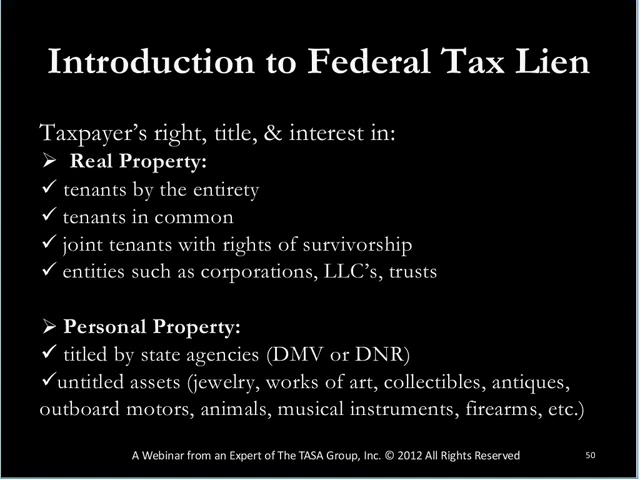 Introduction to Federal Tax Lien
Taxpayer’s right, title, & interest in:
➢ Real Property:
✓ tenants by the entirety
✓ tenants in common
✓ joint tenants with rights of survivorship
✓ entities such as corporations, LLC’s, trusts
➢ Personal Property:
✓ titled by state agencies (DMV or DNR)
✓untitled assets (jewelry, works of art, collectibles, antiques,
outboard motors, animals, musical instruments, firearms, etc.)
A Webinar from an Expert of The TASA Group, Inc. © 2012 All Rights Reserved
50